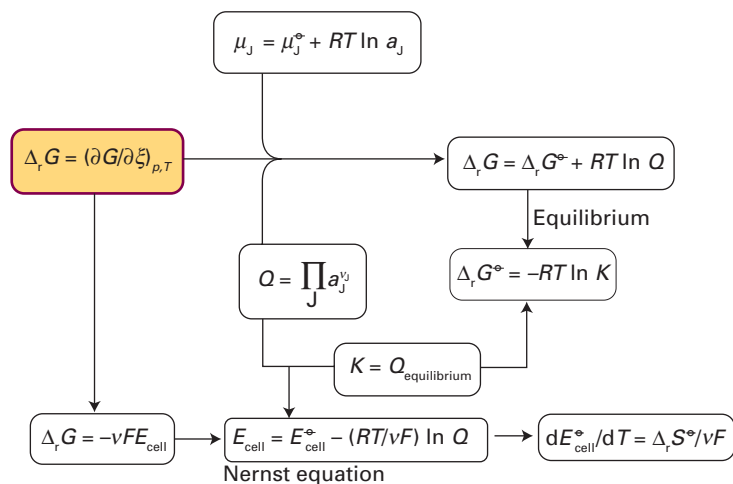 μ_J = μ_J^⦵ + RT ln a_J
Δ_rG = (∂G/∂ξ)_p,T
Δ_rG = Δ_rG^⦵ + RT ln Q
Equilibrium
Q = ∏_J a_J^ν_J
Δ_rG^⦵ = –RT ln K
K = Q_equilibrium
Δ_rG = –νFE_cell
E_cell = E_cell^⦵ – (RT/νF) ln Q
dE_cell^⦵/dT = Δ_rS^⦵/νF
Nernst equation